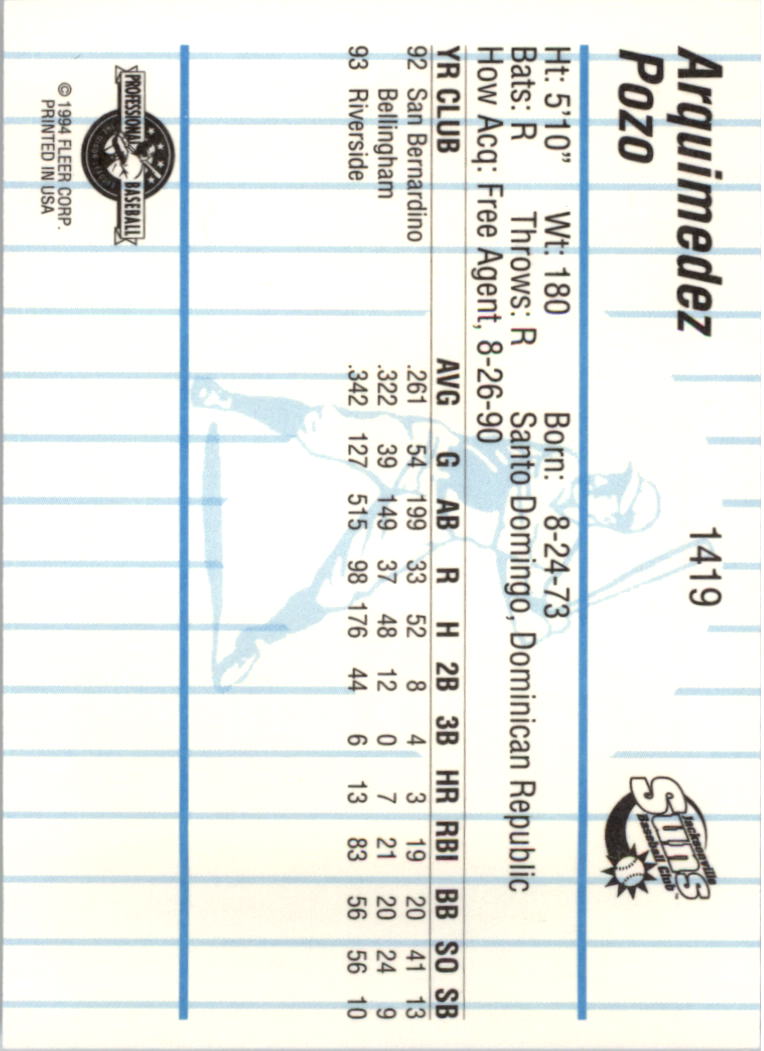 Arquimedez
Pozo
1419
Jacksonville
Suns
Baseball Club
Ht: 5'10" Wt: 180 Born: 8-24-73
Bats: R Throws: R Santo Domingo, Dominican Republic
How Acq: Free Agent, 8-26-90
YR CLUB AVG G AB R H 2B 3B HR RBI BB SO SB
92 San Bernardino .261 54 199 33 52 8 4 3 19 20 41 13
Bellingham .322 39 149 37 48 12 0 7 21 20 24 9
93 Riverside .342 127 515 98 176 44 6 13 83 56 56 10
PROFESSIONAL BASEBALL
© 1994 FLEER CORP.
PRINTED IN USA